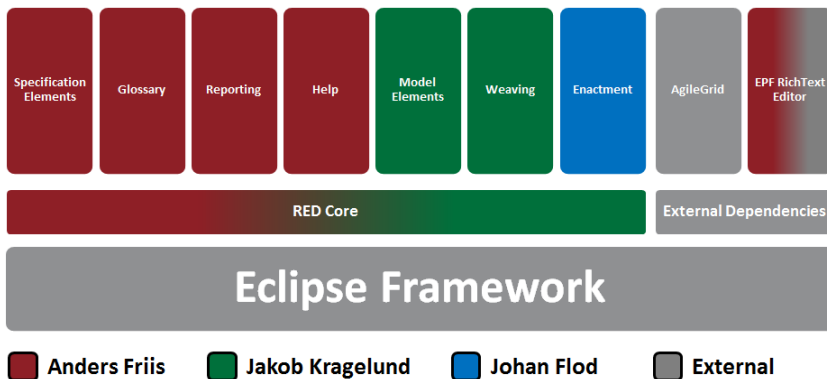 Specification
Elements
Glossary
Reporting
Help
Model
Elements
Weaving
Enactment
AgileGrid
EPF RichText
Editor
RED Core
External Dependencies
Eclipse Framework
Anders Friis
Jakob Kragelund
Johan Flod
External